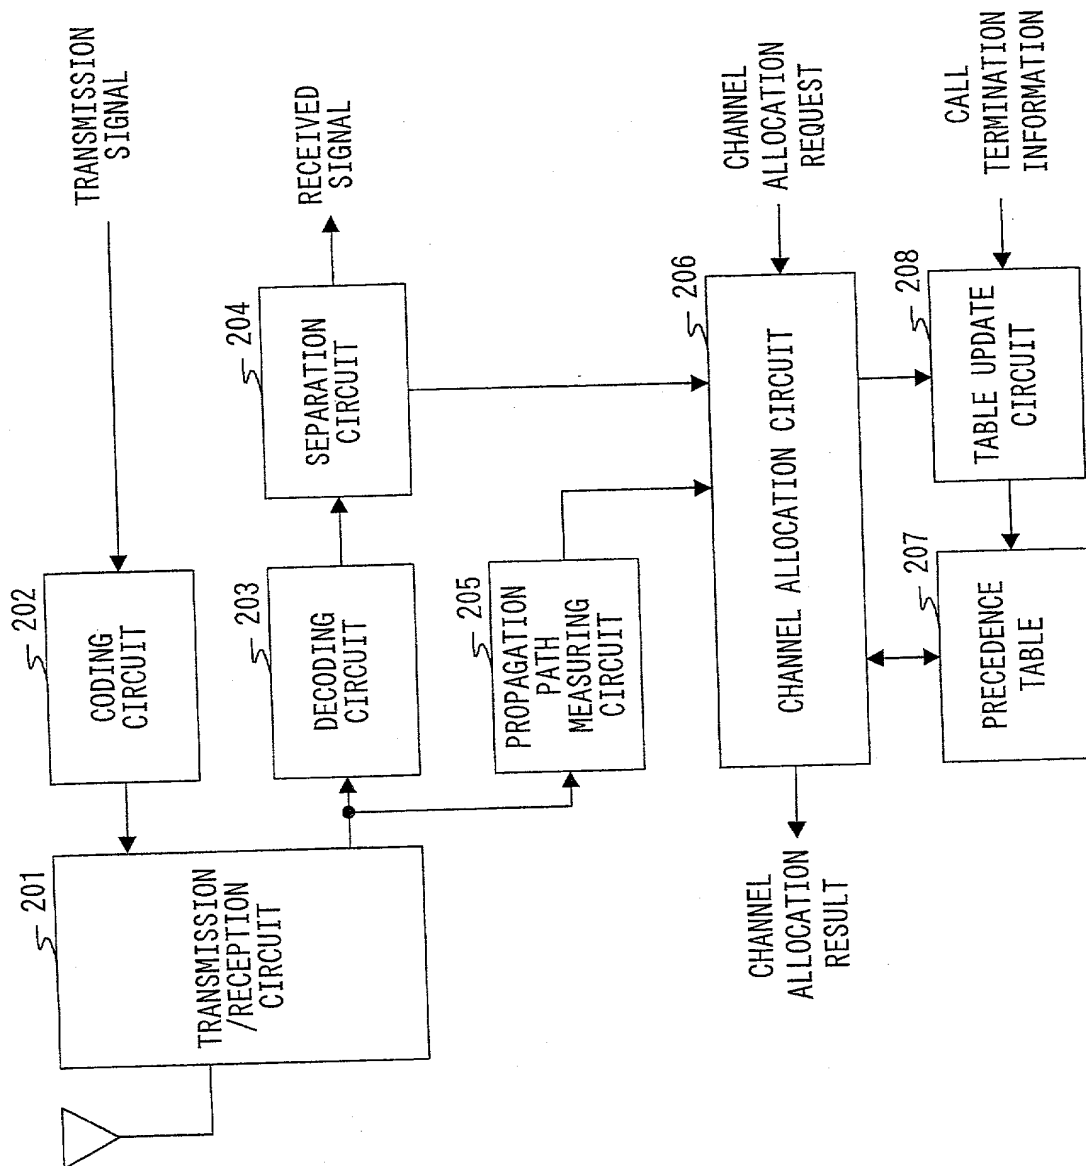 TRANSMISSION
SIGNAL
RECEIVED
SIGNAL
CHANNEL
ALLOCATION
REQUEST
CALL
TERMINATION
INFORMATION
202
CODING
CIRCUIT
204
SEPARATION
CIRCUIT
203
DECODING
CIRCUIT
205
PROPAGATION
PATH
MEASURING
CIRCUIT
206
CHANNEL ALLOCATION CIRCUIT
208
TABLE UPDATE
CIRCUIT
207
PRECEDENCE
TABLE
201
TRANSMISSION
/RECEPTION
CIRCUIT
CHANNEL
ALLOCATION
RESULT